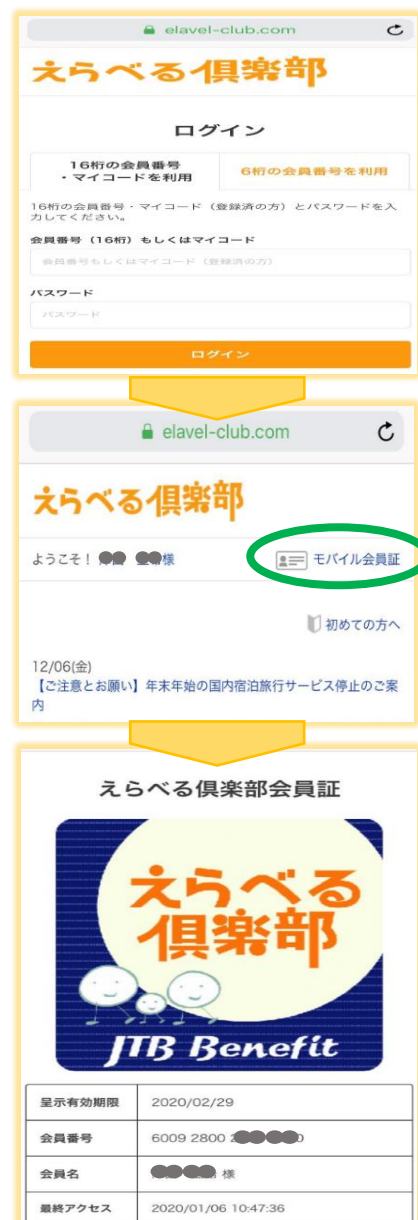 elavel-club.com
えらべる倶楽部
ログイン
16桁の会員番号
・マイコードを利用
6桁の会員番号を利用
16桁の会員番号・マイコード（登録済の方）とパスワードを入
力してください。
会員番号（16桁）もしくはマイコード
会員番号もしくはマイコード（登録済の方）
パスワード
パスワード
ログイン
elavel-club.com
えらべる倶楽部
ようこそ！
様
モバイル会員証
初めての方へ
12/06(金)
【ご注意とお願い】年末年始の国内宿泊旅行サービス停止のご案
内
えらべる倶楽部会員証
えらべる
倶楽部
JTB Benefit
呈示有効期限 2020/02/29
会員番号 6009 2800
会員名 様
最終アクセス 2020/01/06 10:47:36